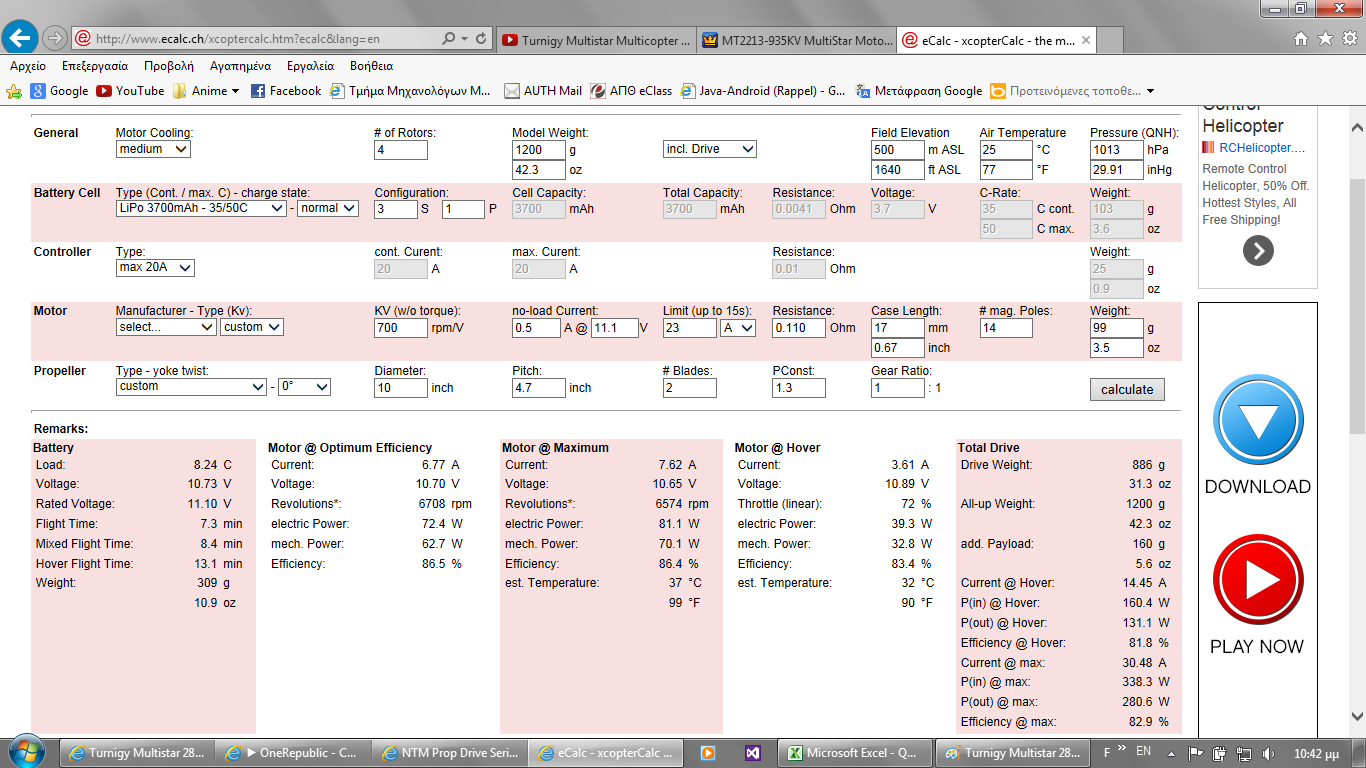 http://www.ecalc.ch/xcoptercalc.htm?ecalc&lang=en
Turnigy Multistar Multicopter ...
MT2213-935KV MultiStar Moto...
eCalc - xcopterCalc - the m...
Αρχείο Επεξεργασία Προβολή Αγαπημένα Εργαλεία Βοήθεια
Google YouTube Anime Facebook Τμήμα Μηχανολόγων Μ... AUTH Mail ΑΠΘ eClass Java-Android (Rappel) - G... Μετάφραση Google Προτεινόμενες τοποθε...
General Motor Cooling: # of Rotors: Model Weight: Field Elevation Air Temperature Pressure (QNH):
medium 4 1200 g incl. Drive 500 m ASL 25 °C 1013 hPa
42.3 oz 1640 ft ASL 77 °F 29.91 inHg
Battery Cell Type (Cont. / max. C) - charge state: Configuration: Cell Capacity: Total Capacity: Resistance: Voltage: C-Rate: Weight:
LiPo 3700mAh - 35/50C - normal 3 S 1 P 3700 mAh 3700 mAh 0.0041 Ohm 3.7 V 35 C cont. 103 g
50 C max. 3.6 oz
Controller Type: cont. Curent: max. Curent: Resistance: Weight:
max 20A 20 A 20 A 0.01 Ohm 25 g
0.9 oz
Motor Manufacturer - Type (Kv): KV (w/o torque): no-load Current: Limit (up to 15s): Resistance: Case Length: # mag. Poles: Weight:
select... custom 700 rpm/V 0.5 A @ 11.1 V 23 A 0.110 Ohm 17 mm 14 99 g
0.67 inch 3.5 oz
Propeller Type - yoke twist: Diameter: Pitch: # Blades: PConst: Gear Ratio:
custom - 0° 10 inch 4.7 inch 2 1.3 1 : 1 calculate
Remarks:
Battery Motor @ Optimum Efficiency Motor @ Maximum Motor @ Hover Total Drive
Load: 8.24 C Current: 6.77 A Current: 7.62 A Current: 3.61 A Drive Weight: 886 g
Voltage: 10.73 V Voltage: 10.70 V Voltage: 10.65 V Voltage: 10.89 V 31.3 oz
Rated Voltage: 11.10 V Revolutions*: 6708 rpm Revolutions*: 6574 rpm Throttle (linear): 72 % All-up Weight: 1200 g
Flight Time: 7.3 min electric Power: 72.4 W electric Power: 81.1 W electric Power: 39.3 W 42.3 oz
Mixed Flight Time: 8.4 min mech. Power: 62.7 W mech. Power: 70.1 W mech. Power: 32.8 W add. Payload: 160 g
Hover Flight Time: 13.1 min Efficiency: 86.5 % Efficiency: 86.4 % Efficiency: 83.4 % 5.6 oz
Weight: 309 g est. Temperature: 37 °C est. Temperature: 32 °C Current @ Hover: 14.45 A
10.9 oz 99 °F 90 °F P(in) @ Hover: 160.4 W
P(out) @ Hover: 131.1 W
Efficiency @ Hover: 81.8 %
Current @ max: 30.48 A
P(in) @ max: 338.3 W
P(out) @ max: 280.6 W
Efficiency @ max: 82.9 %
Control
Helicopter
RCHelicopter....
Remote Control
Helicopter, 50% Off.
Hottest Styles, All
Free Shipping!
DOWNLOAD
PLAY NOW
Turnigy Multistar 28... OneRepublic - C... NTM Prop Drive Seri... eCalc - xcopterCalc ... Microsoft Excel - Q... Turnigy Multistar 28... F EN 10:42 μμ